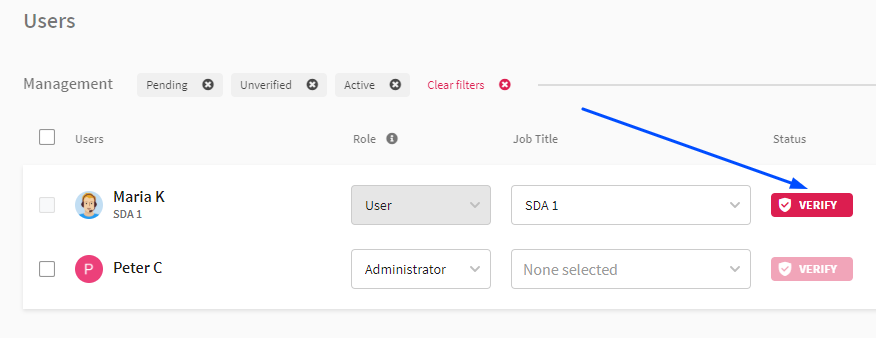 Users
Management Pending Unverified Active Clear filters
Users Role Job Title Status
Maria K
SDA 1
User SDA 1 VERIFY
P Peter C Administrator None selected VERIFY